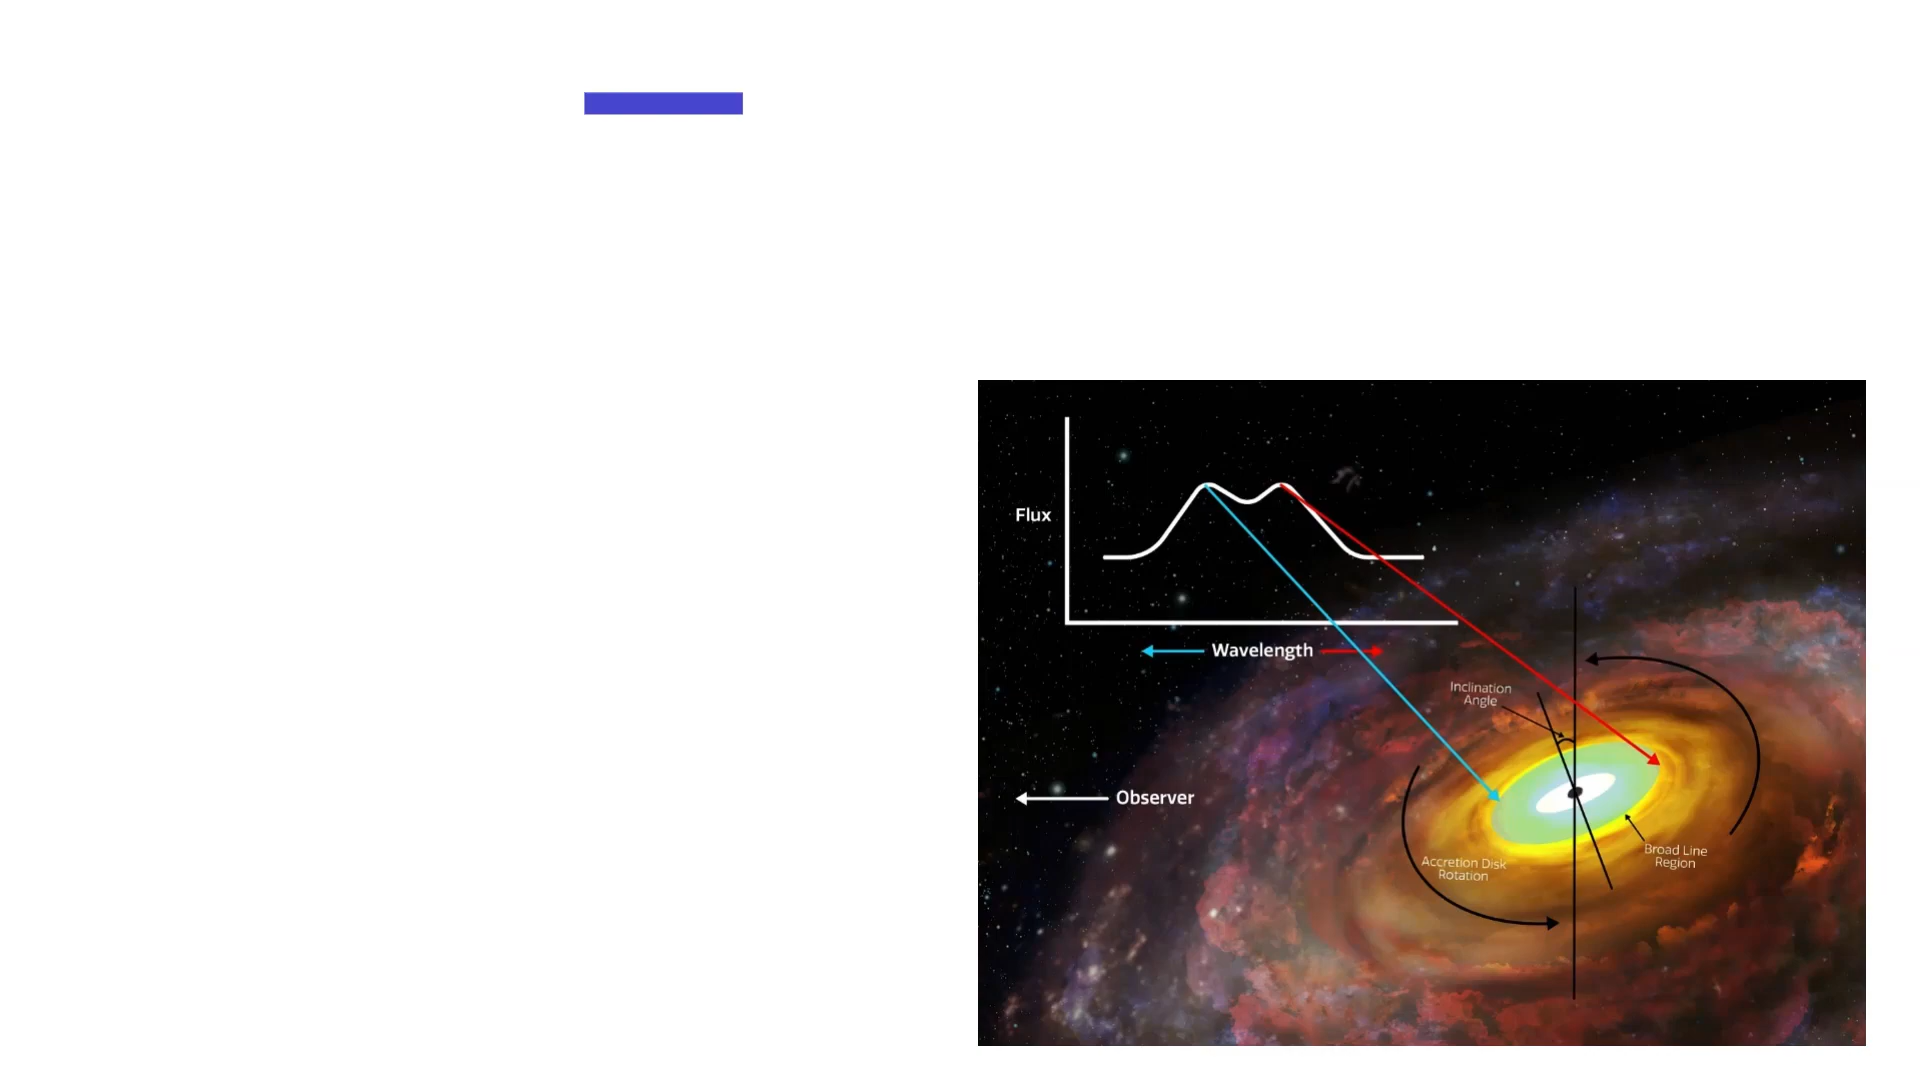 Flux
Wavelength
Inclination
Angle
Observer
Broad Line
Region
Accretion Disk
Rotation